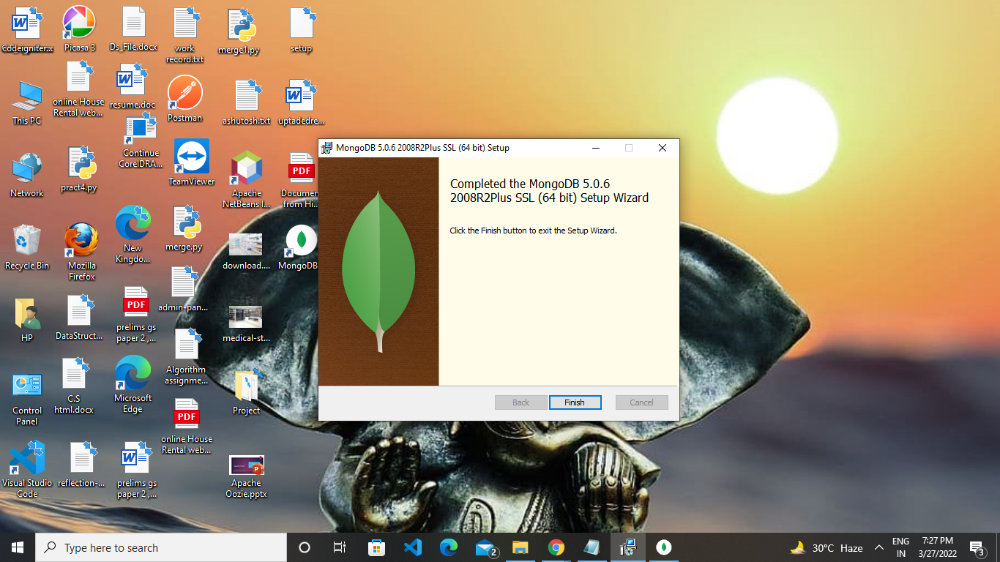 Codeigniter.x
Picasa 3
Ds_File.docx
work
record.txt
merge1.py
setup
This PC
online House
Rental web...
resume.doc
Postman
ashutosh.txt
uptadedre...
Continue
CorelDRA...
Network
pract4.py
TeamViewer
Apache
NetBeans I...
PDF
Documen
from Hi...
Recycle Bin
Mozilla
Firefox
New
Kingdo...
merge.py
download....
MongoDB
HP
DataStruct...
PDF
prelims gs
paper 2 ,...
admin-pan...
medical-st...
Control
Panel
C.S
html.docx
Microsoft
Edge
Algorithm
assignme...
Project
PDF
online House
Rental web...
Visual Studio
Code
reflection-...
prelims gs
paper 2 ,...
Apache
Oozie.pptx
MongoDB 5.0.6 2008R2Plus SSL (64 bit) Setup
Completed the MongoDB 5.0.6
2008R2Plus SSL (64 bit) Setup Wizard
Click the Finish button to exit the Setup Wizard.
Back
Finish
Cancel
Type here to search
2
30°C Haze
ENG
IN
7:27 PM
3/27/2022
3